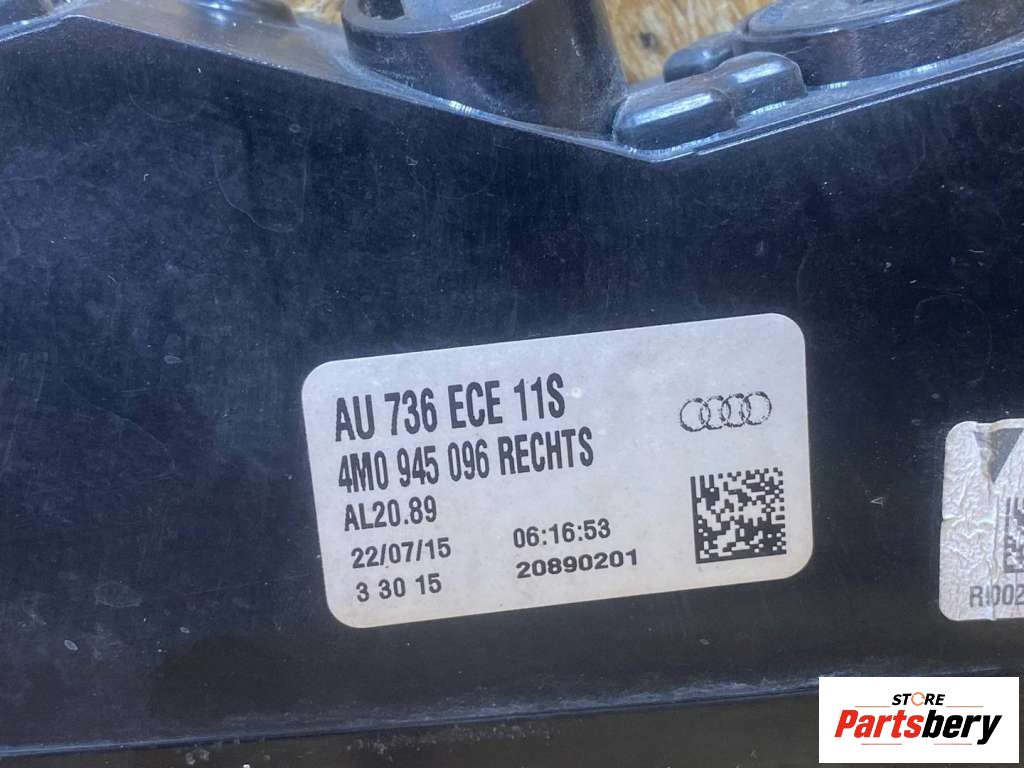 AU 736 ECE 11S
4M0 945 096 RECHTS
AL20.89
22/07/15 06:16:53
3 30 15 20890201
STORE
Partsbery